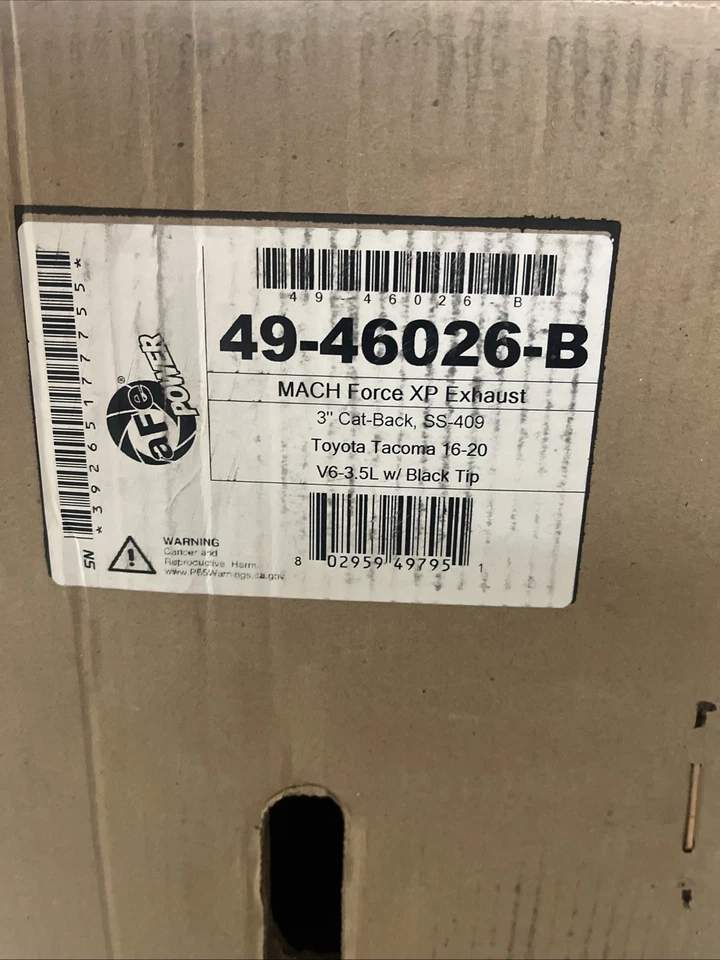 49-46026-B
49-46026-B
MACH Force XP Exhaust
3" Cat-Back, SS-409
Toyota Tacoma 16-20
V6-3.5L w/ Black Tip
8 02959 49795 1
aFe POWER®
SN *3926517777 55*
WARNING
Cancer and
Reproductive Harm
www.P65Warnings.ca.gov